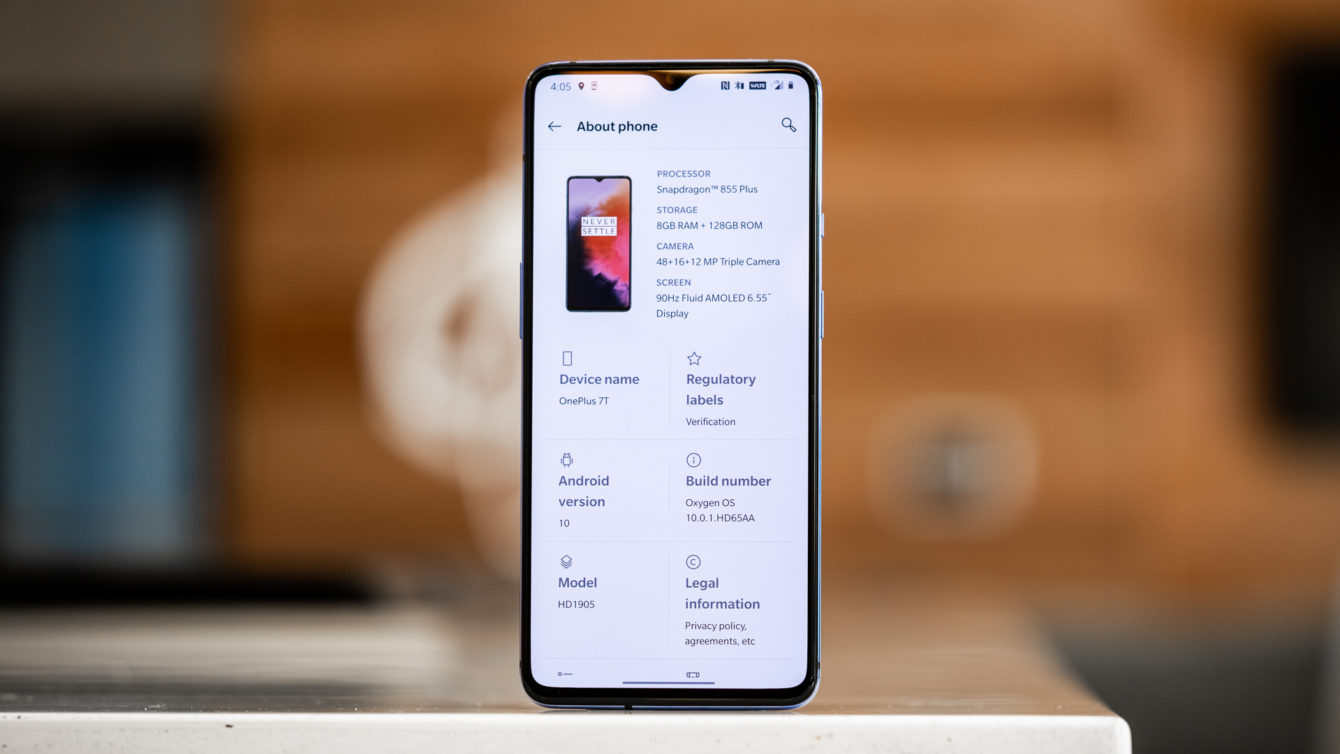 4:05
VoLTE
About phone
PROCESSOR
Snapdragon™ 855 Plus
STORAGE
8GB RAM + 128GB ROM
CAMERA
48+16+12 MP Triple Camera
SCREEN
90Hz Fluid AMOLED 6.55″
Display
NEVER
SETTLE
Device name
OnePlus 7T
Regulatory
labels
Verification
Android
version
10
Build number
Oxygen OS
10.0.1.HD65AA
Model
HD1905
Legal
information
Privacy policy,
agreements, etc